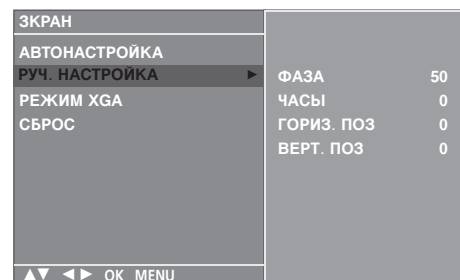 ЗКРАН
АВТОНАСТРОЙКА
РУЧ. НАСТРОЙКА ►
РЕЖИМ XGA
СБРОС
ФАЗА 50
ЧАСЫ 0
ГОРИЗ. ПОЗ 0
ВЕРТ. ПОЗ 0
▲▼ ◄► OK MENU